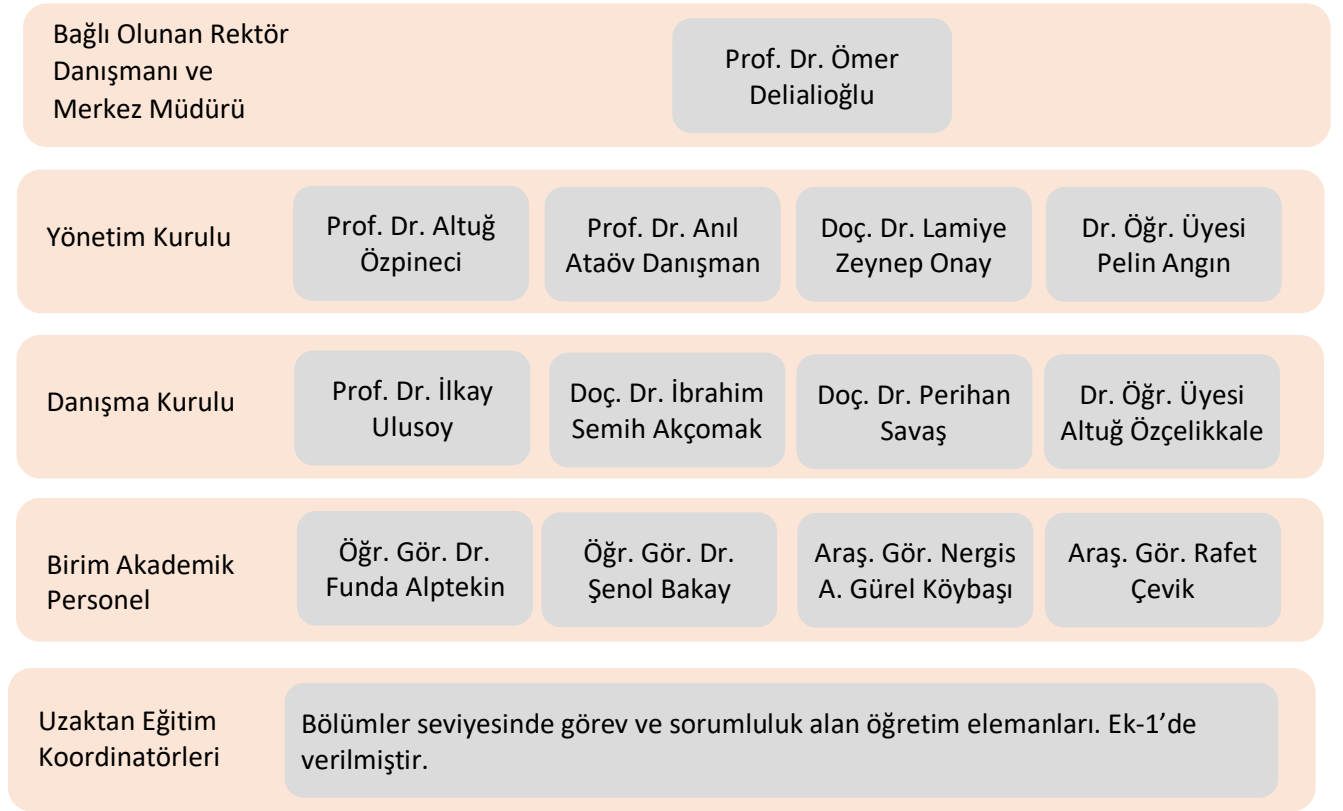 Bağlı Olunan Rektör
Danışmanı ve
Merkez Müdürü
Prof. Dr. Ömer
Delialioğlu
Yönetim Kurulu
Prof. Dr. Altuğ
Özpineci
Prof. Dr. Anıl
Ataöv Danışman
Doç. Dr. Lamiye
Zeynep Onay
Dr. Öğr. Üyesi
Pelin Angın
Danışma Kurulu
Prof. Dr. İlkay
Ulusoy
Doç. Dr. İbrahim
Semih Akçomak
Doç. Dr. Perihan
Savaş
Dr. Öğr. Üyesi
Altuğ Özçelikkale
Birim Akademik
Personel
Öğr. Gör. Dr.
Funda Alptekin
Öğr. Gör. Dr.
Şenol Bakay
Araş. Gör. Nergis
A. Gürel Köybaşı
Araş. Gör. Rafet
Çevik
Uzaktan Eğitim
Koordinatörleri
Bölümler seviyesinde görev ve sorumluluk alan öğretim elemanları. Ek-1’de
verilmiştir.